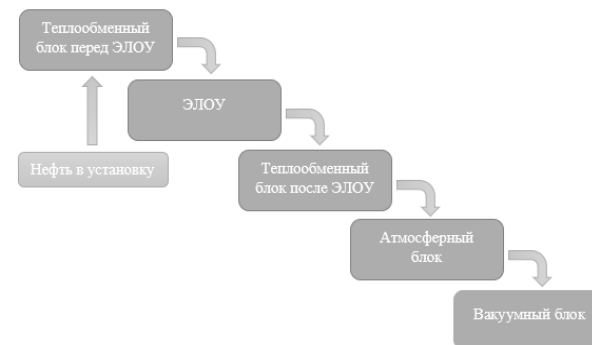 Теплообменный
блок перед ЭЛОУ
ЭЛОУ
Нефть в установку
Теплообменный
блок после ЭЛОУ
Атмосферный
блок
Вакуумный блок